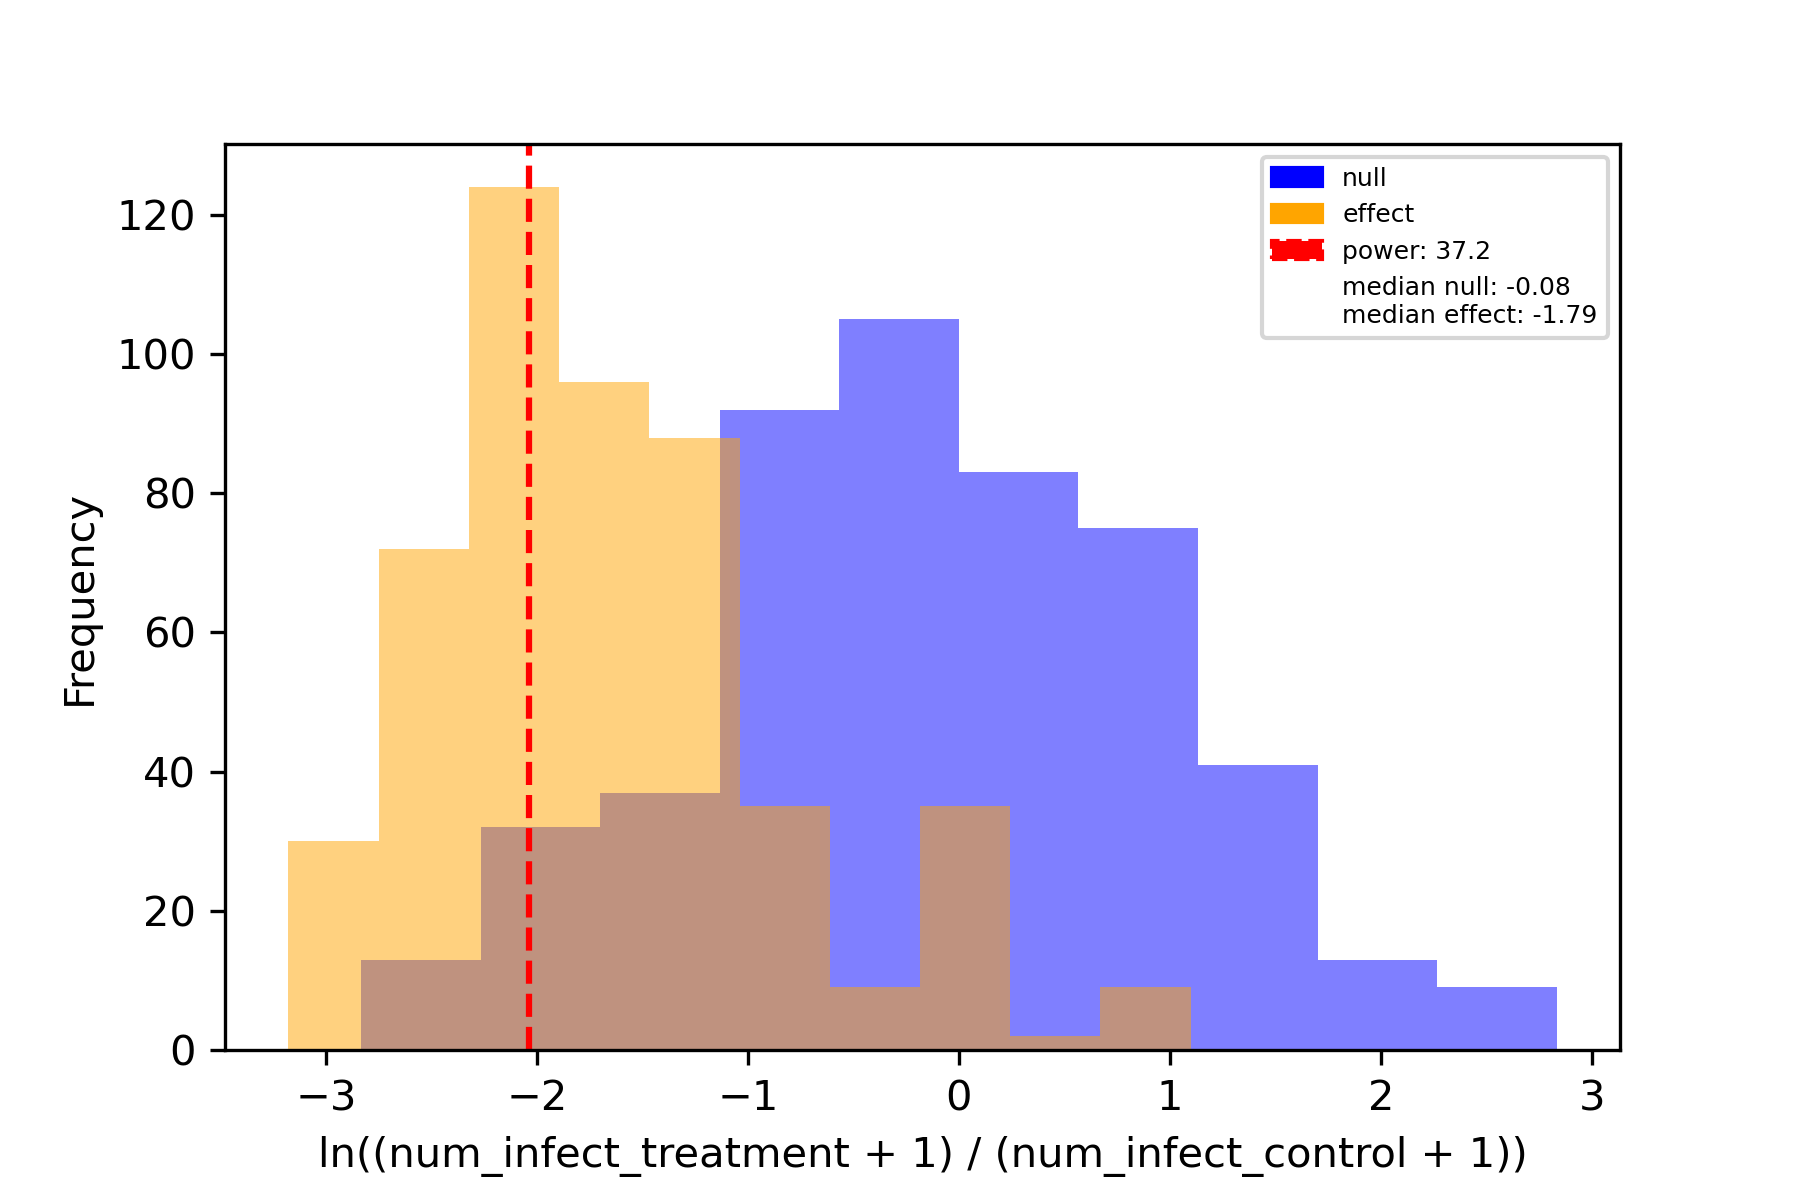 null
effect
power: 37.2
median null: -0.08
median effect: -1.79
120
100
80
60
40
20
0
Frequency
−3 −2 −1 0 1 2 3
ln((num_infect_treatment + 1) / (num_infect_control + 1))